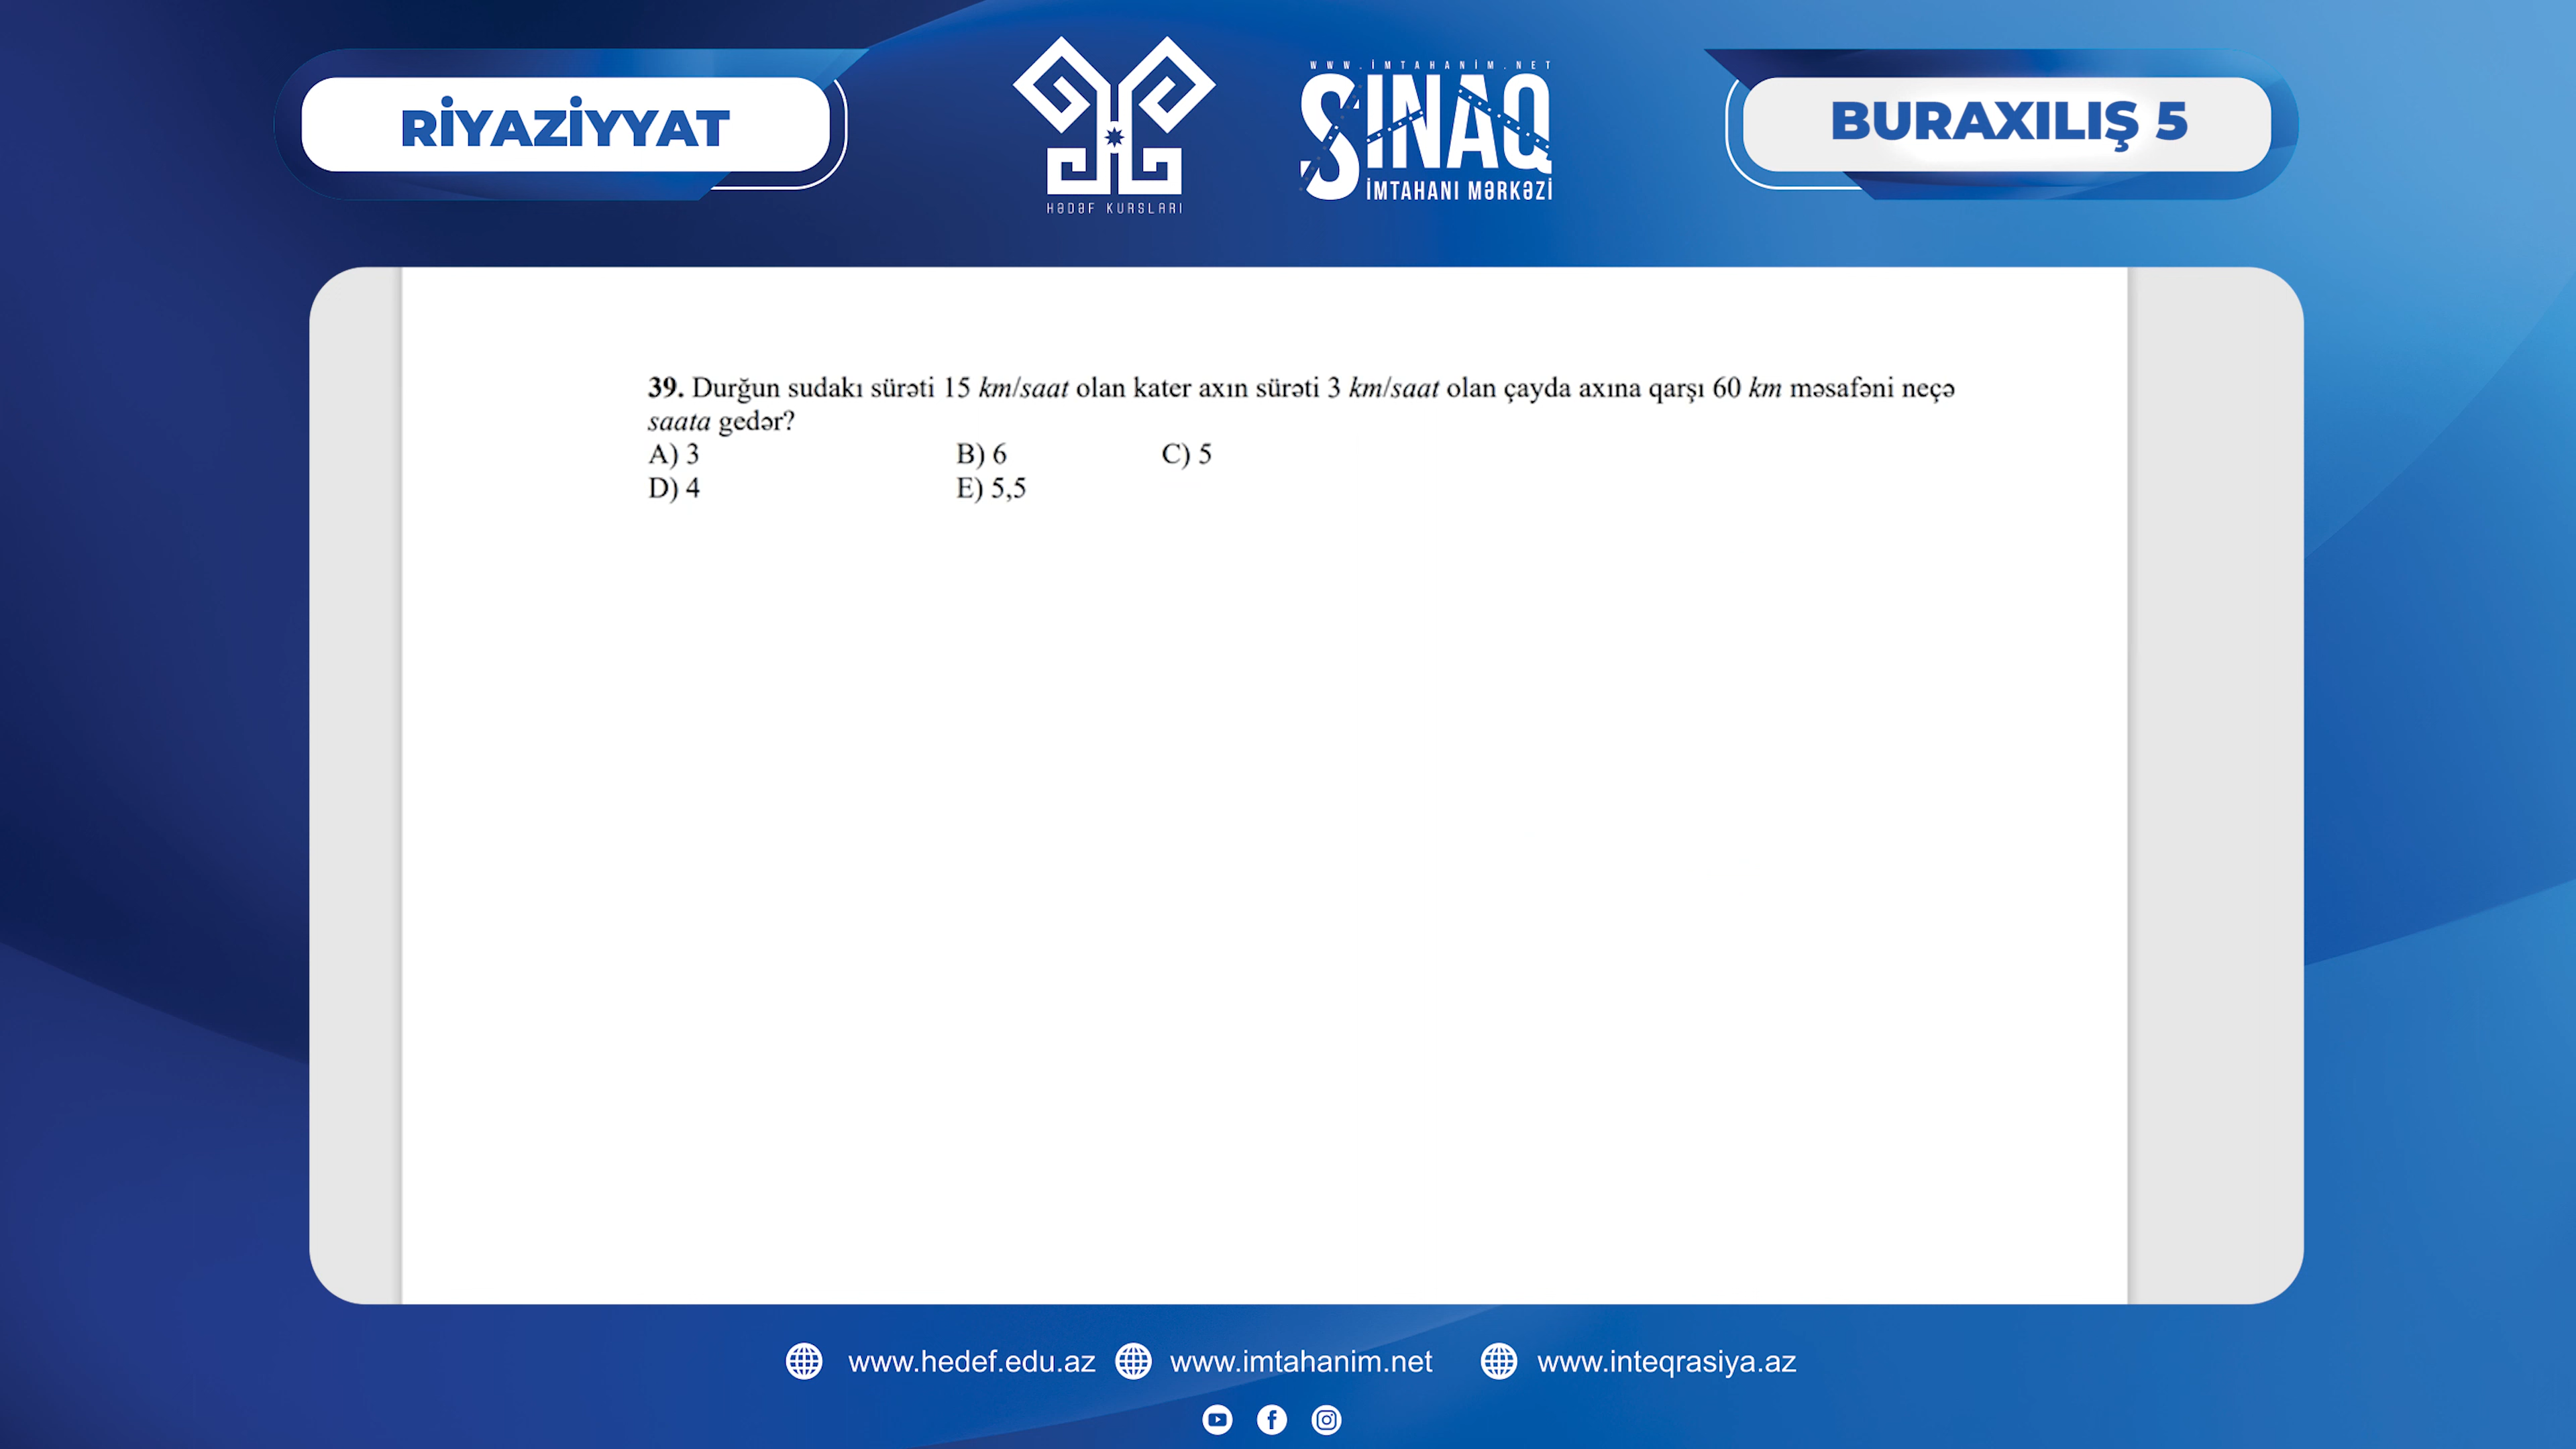 RİYAZİYYAT
HƏDƏF KURSLARI
WWW.İMTAHANİM.NET
SINAQ
İMTAHANI MƏRKƏZİ
BURAXILIŞ 5
39. Durğun sudakı sürəti 15 km/saat olan kater axın sürəti 3 km/saat olan çayda axına qarşı 60 km məsafəni neçə
saata gedər?
A) 3 B) 6 C) 5
D) 4 E) 5,5
www.hedef.edu.az www.imtahanim.net www.inteqrasiya.az